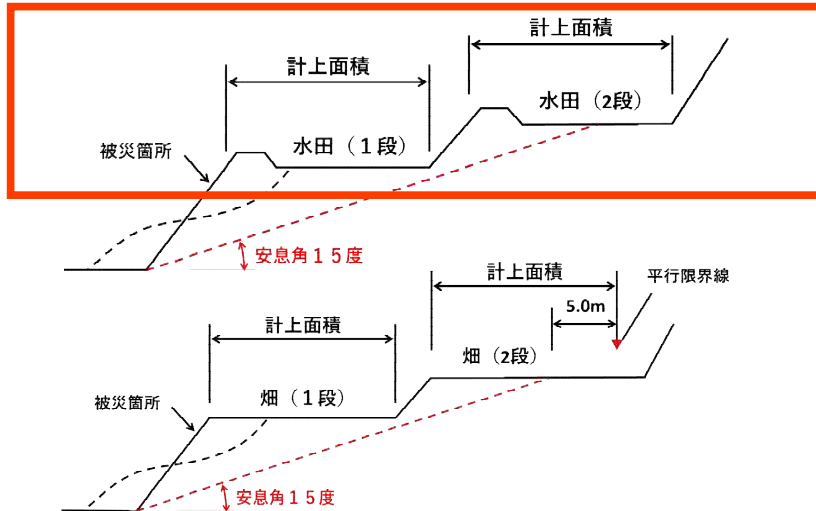 計上面積
計上面積
水田（2段）
水田（１段）
被災箇所
安息角１５度
計上面積
平行限界線
5.0m
計上面積
畑（2段）
畑（１段）
被災箇所
安息角１５度